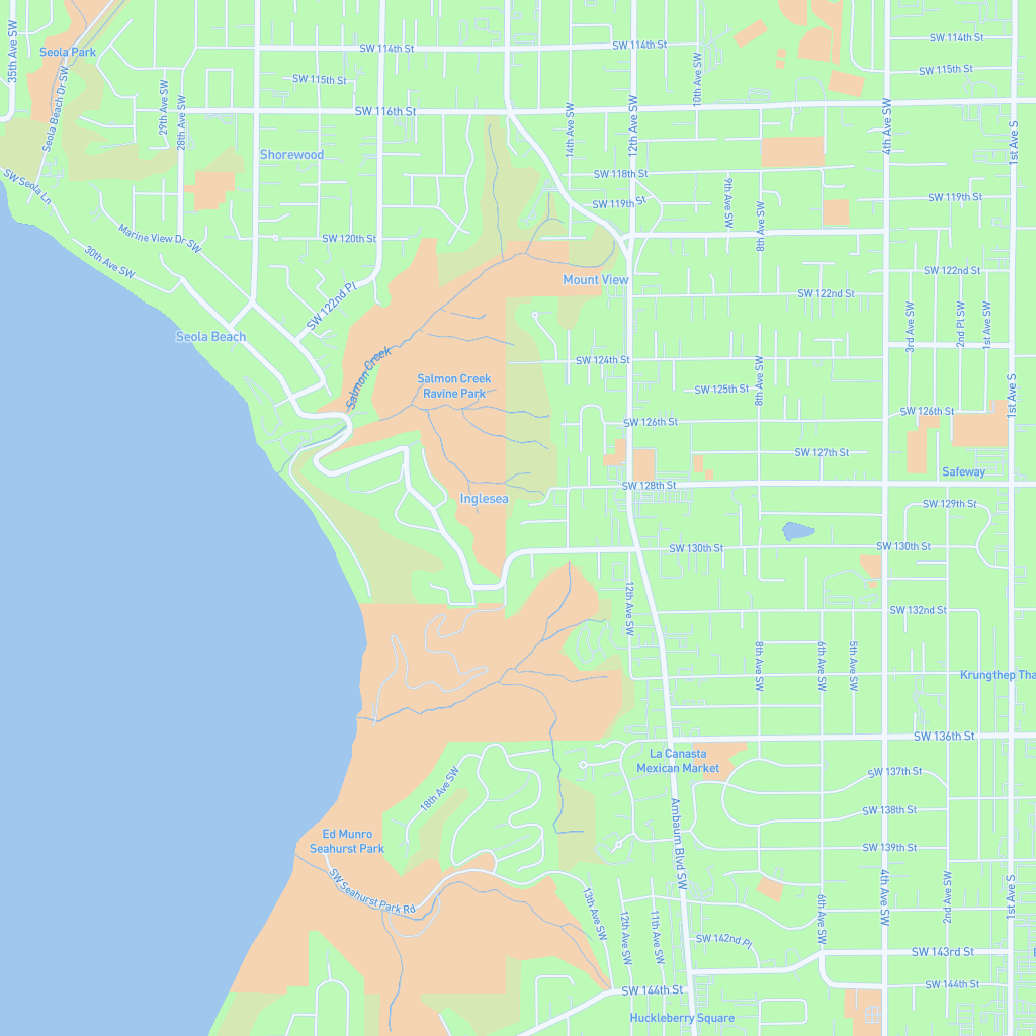 35th Ave SW
Seola Park
SW 114th St
SW 114th St
SW 114th St
SW 115th St
SW 115th St
10th Ave SW
Seola Beach Dr SW
29th Ave SW
28th Ave SW
SW 116th St
14th Ave SW
12th Ave SW
4th Ave SW
1st Ave S
Shorewood
SW Seola Ln
SW 118th St
SW 119th St
9th Ave SW
8th Ave SW
SW 119th St
Marine View Dr SW
SW 120th St
30th Ave SW
Mount View
SW 122nd Pl
SW 122nd St
SW 122nd St
Seola Beach
3rd Ave SW
2nd Pl SW
1st Ave SW
Salmon Creek
SW 124th St
8th Ave SW
Salmon Creek
Ravine Park
SW 125th St
1st Ave S
SW 126th St
SW 126th St
SW 127th St
Safeway
Inglesea
SW 128th St
SW 129th St
SW 130th St
SW 130th St
12th Ave SW
SW 132nd St
8th Ave SW
6th Ave SW
5th Ave SW
Krungthep Tha
SW 136th St
La Canasta
Mexican Market
18th Ave SW
SW 137th St
SW 138th St
Ambaum Blvd SW
Ed Munro
Seahurst Park
SW 139th St
SW Seahurst Park Rd
13th Ave SW
12th Ave SW
11th Ave SW
6th Ave SW
4th Ave SW
2nd Ave SW
1st Ave S
SW 142nd Pl
SW 143rd St
SW 144th St
SW 144th St
Huckleberry Square